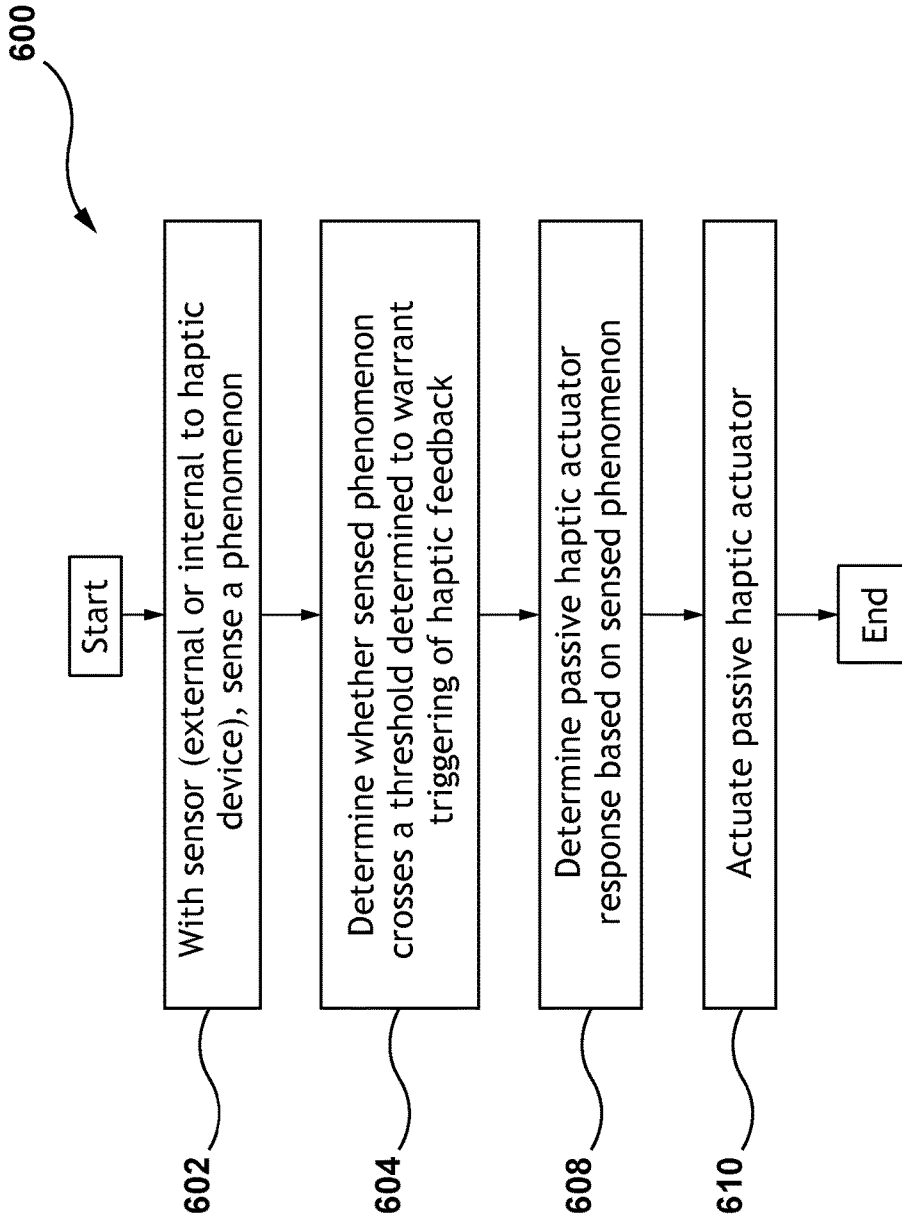 600
Start
602
With sensor (external or internal to haptic
device), sense a phenomenon
604
Determine whether sensed phenomenon
crosses a threshold determined to warrant
triggering of haptic feedback
608
Determine passive haptic actuator
response based on sensed phenomenon
610
Actuate passive haptic actuator
End